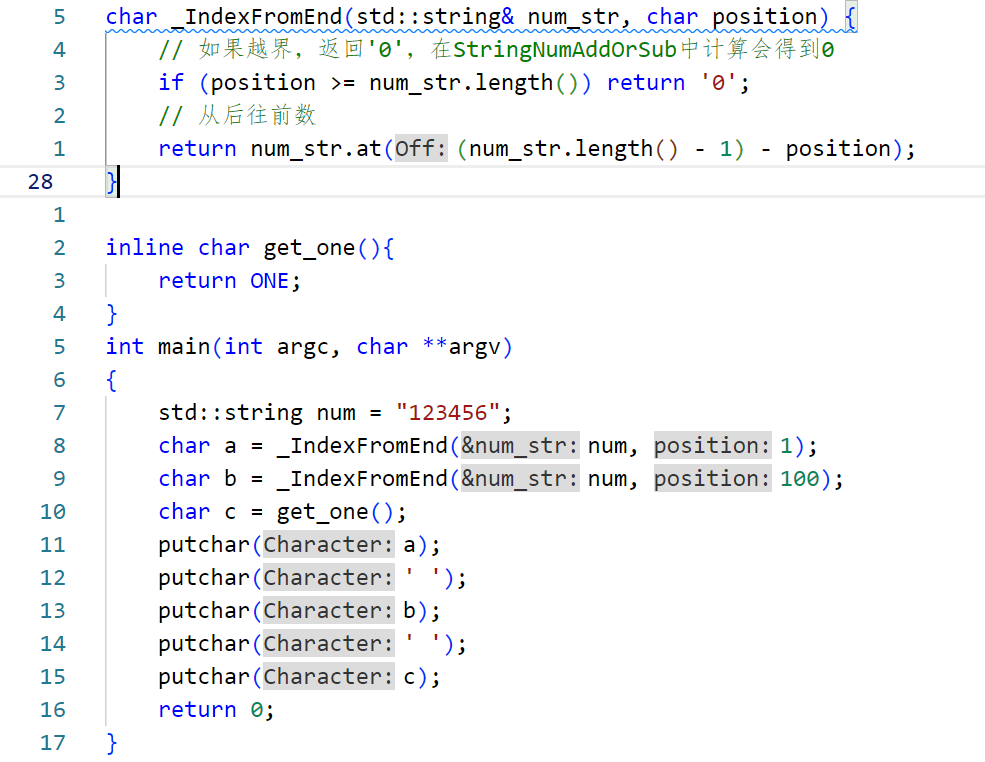 5 char _IndexFromEnd(std::string& num_str, char position) {
4 // 如果越界，返回'0'，在StringNumAddOrSub中计算会得到0
3 if (position >= num_str.length()) return '0';
2 // 从后往前数
1 return num_str.at(Off: (num_str.length() - 1) - position);
28 }
1
2 inline char get_one(){
3 return ONE;
4 }
5 int main(int argc, char **argv)
6 {
7 std::string num = "123456";
8 char a = _IndexFromEnd(&num_str: num, position: 1);
9 char b = _IndexFromEnd(&num_str: num, position: 100);
10 char c = get_one();
11 putchar(Character: a);
12 putchar(Character: ' ');
13 putchar(Character: b);
14 putchar(Character: ' ');
15 putchar(Character: c);
16 return 0;
17 }